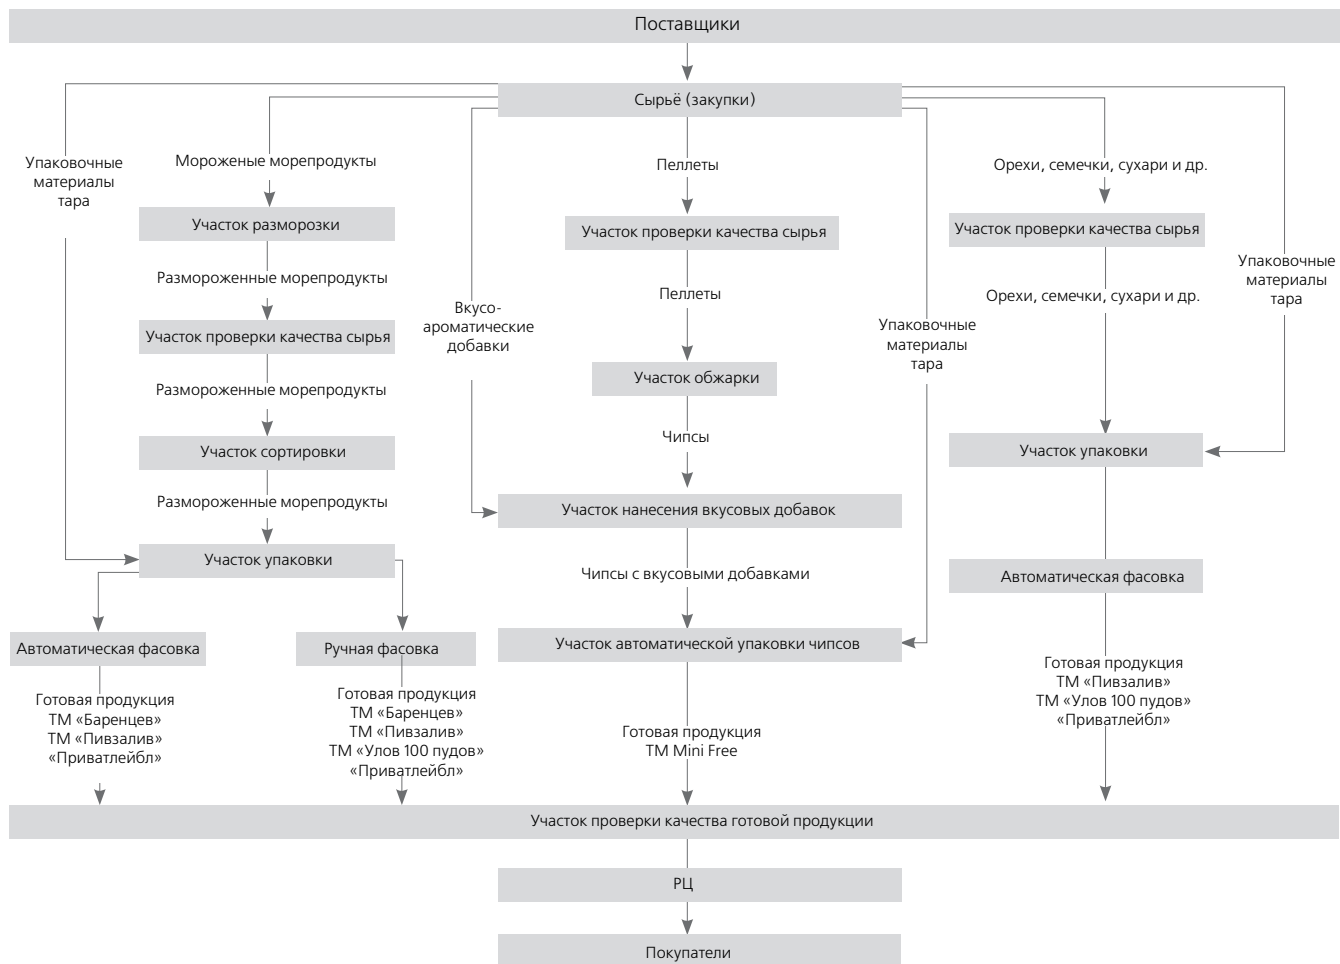 Поставщики
Сырьё (закупки)
Упаковочные
материалы
тара
Мороженые морепродукты
Участок разморозки
Размороженные морепродукты
Участок проверки качества сырья
Размороженные морепродукты
Участок сортировки
Размороженные морепродукты
Участок упаковки
Автоматическая фасовка
Готовая продукция
ТМ «Баренцев»
ТМ «Пивзалив»
«Приватлейбл»
Ручная фасовка
Готовая продукция
ТМ «Баренцев»
ТМ «Пивзалив»
ТМ «Улов 100 пудов»
«Приватлейбл»
Вкусо-
ароматические
добавки
Пеллеты
Участок проверки качества сырья
Пеллеты
Участок обжарки
Чипсы
Участок нанесения вкусовых добавок
Чипсы с вкусовыми добавками
Участок автоматической упаковки чипсов
Готовая продукция
ТМ Mini Free
Упаковочные
материалы
тара
Орехи, семечки, сухари и др.
Участок проверки качества сырья
Орехи, семечки, сухари и др.
Упаковочные
материалы
тара
Участок упаковки
Автоматическая фасовка
Готовая продукция
ТМ «Пивзалив»
ТМ «Улов 100 пудов»
«Приватлейбл»
Участок проверки качества готовой продукции
РЦ
Покупатели